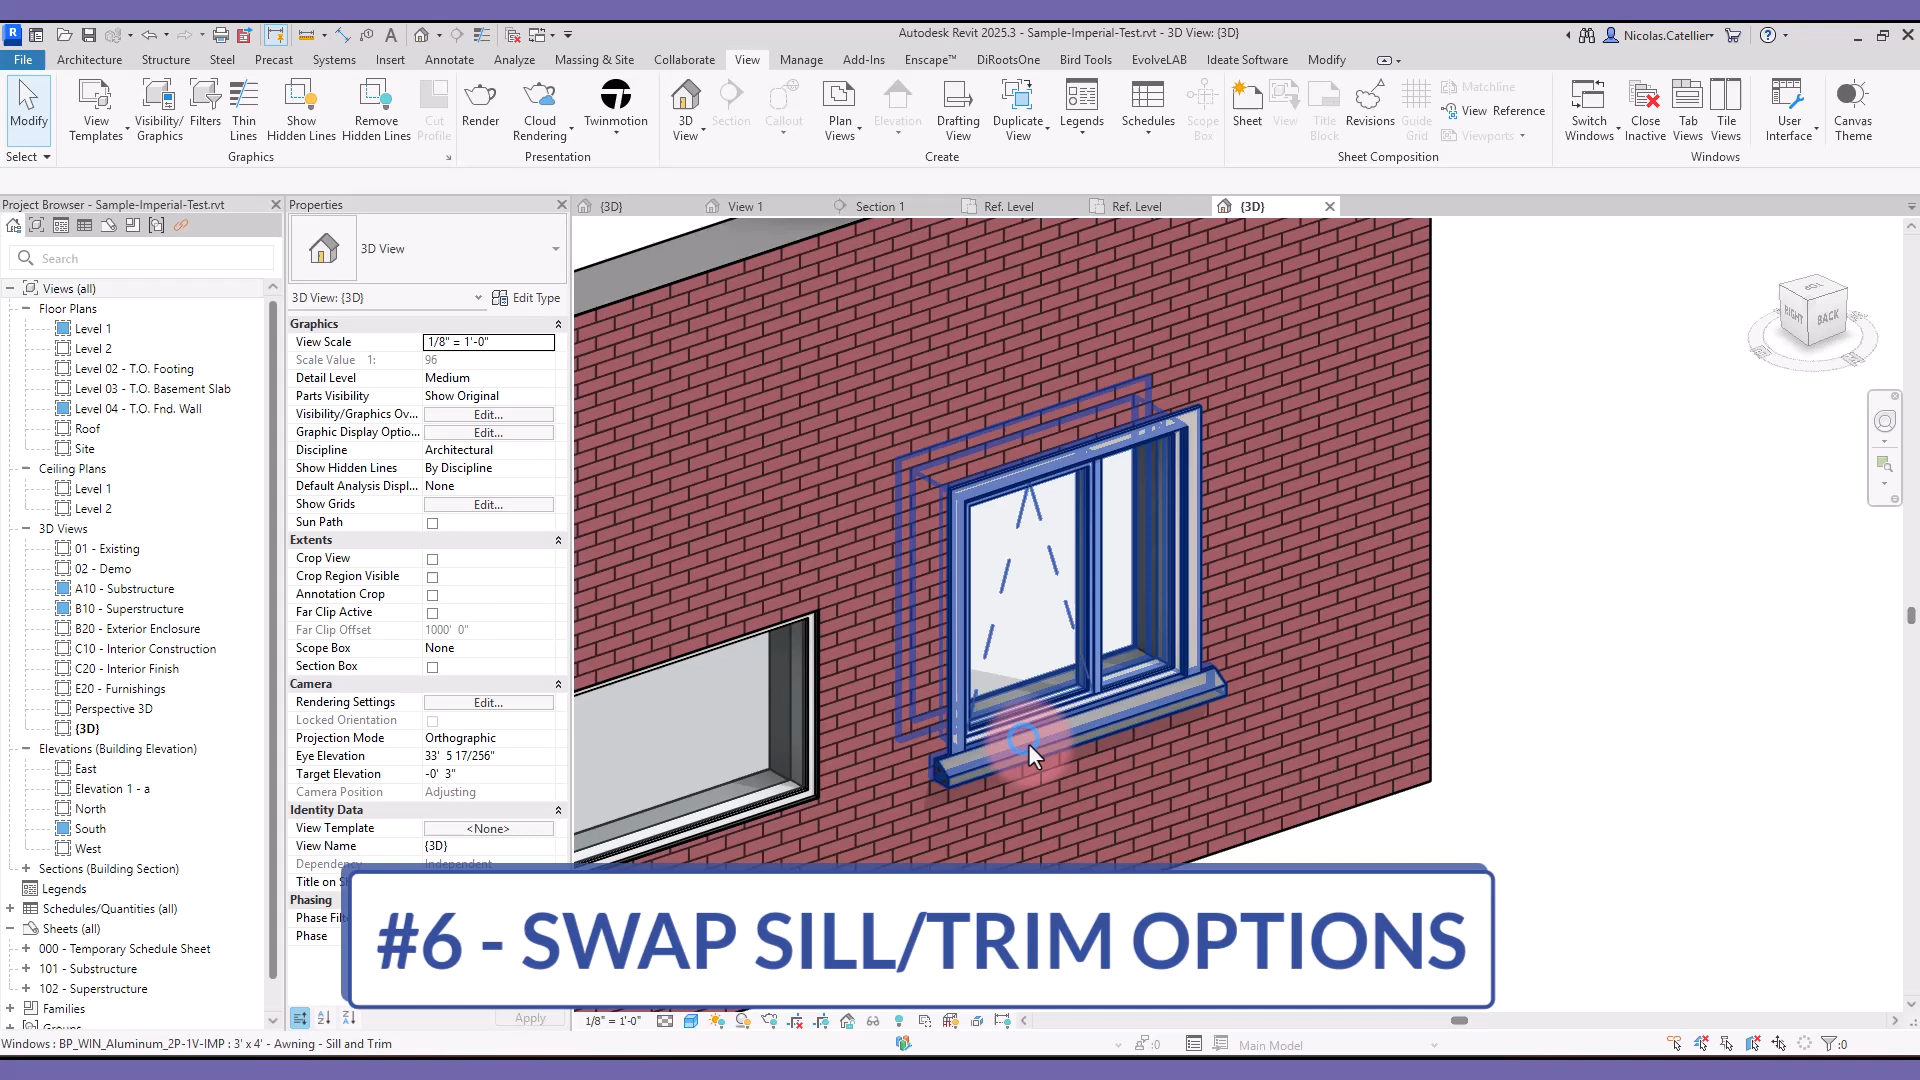 Autodesk Revit 2025.3 - Sample-Imperial-Test.rvt - 3D View: {3D}
Nicolas.Catellier
File Architecture Structure Steel Precast Systems Insert Annotate Analyze Massing & Site Collaborate View Manage Add-Ins Enscape™ DiRootsOne Bird Tools EvolveLAB Ideate Software Modify
Modify
View Templates
Visibility/ Graphics
Filters
Thin Lines
Show Hidden Lines
Remove Hidden Lines
Cut Profile
Render
Cloud Rendering
Twinmotion
3D View
Section
Callout
Plan Views
Elevation
Drafting View
Duplicate View
Legends
Schedules
Scope Box
Sheet
View
Title Block
Revisions
Guide Grid
Matchline
View Reference
Viewports
Switch Windows
Close Inactive
Tab Views
Tile Views
User Interface
Canvas Theme
Select
Graphics
Presentation
Create
Sheet Composition
Windows
Project Browser - Sample-Imperial-Test.rvt
Search
Views (all)
Floor Plans
Level 1
Level 2
Level 02 - T.O. Footing
Level 03 - T.O. Basement Slab
Level 04 - T.O. Fnd. Wall
Roof
Site
Ceiling Plans
Level 1
Level 2
3D Views
01 - Existing
02 - Demo
A10 - Substructure
B10 - Superstructure
B20 - Exterior Enclosure
C10 - Interior Construction
C20 - Interior Finish
E20 - Furnishings
Perspective 3D
{3D}
Elevations (Building Elevation)
East
Elevation 1 - a
North
South
West
Sections (Building Section)
Legends
Schedules/Quantities (all)
Sheets (all)
000 - Temporary Schedule Sheet
101 - Substructure
102 - Superstructure
Families
Properties
3D View
3D View: {3D}
Edit Type
Graphics
View Scale 1/8" = 1'-0"
Scale Value 1: 96
Detail Level Medium
Parts Visibility Show Original
Visibility/Graphics Ov... Edit...
Graphic Display Optio... Edit...
Discipline Architectural
Show Hidden Lines By Discipline
Default Analysis Displ... None
Show Grids Edit...
Sun Path
Extents
Crop View
Crop Region Visible
Annotation Crop
Far Clip Active
Far Clip Offset 1000' 0"
Scope Box None
Section Box
Camera
Rendering Settings Edit...
Locked Orientation
Projection Mode Orthographic
Eye Elevation 33' 5 17/256"
Target Elevation -0' 3"
Camera Position Adjusting
Identity Data
View Template <None>
View Name {3D}
Dependency Independent
Title on S
Phasing
Phase Filt
Phase
Apply
{3D} View 1 Section 1 Ref. Level Ref. Level {3D}
TOP
RIGHT
BACK
#6 - SWAP SILL/TRIM OPTIONS
1/8" = 1'-0"
Windows : BP_WIN_Aluminum_2P-1V-IMP : 3' x 4' - Awning - Sill and Trim
:0
Main Model
:0